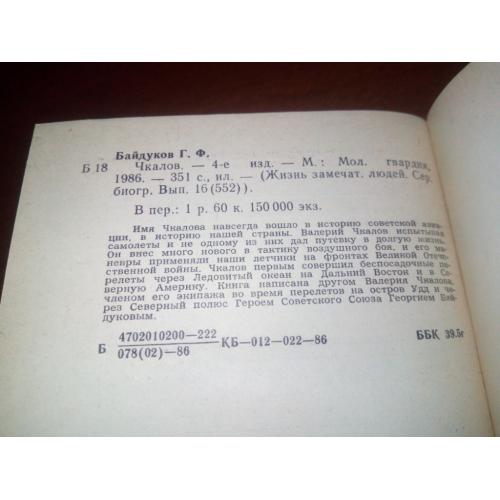 Байдуков Г. Ф.
Б 18 Чкалов. — 4-е изд. — М.: Мол. гвардия,
1986. — 351 с., ил. — (Жизнь замечат. людей. Сер.
биогр. Вып. 16(552)).
В пер.: 1 р. 60 к. 150 000 экз.
Имя Чкалова навсегда вошло в историю советской авиа-
ции, в историю нашей страны. Валерий Чкалов испытывал
самолеты и не одному из них дал путевку в долгую жизнь.
Он внес много нового в тактику воздушного боя, и его ма-
невры применяли наши летчики на фронтах Великой Отече-
ственной войны. Чкалов первым совершил беспосадочные пе-
релеты через Ледовитый океан на Дальний Восток и в Се-
верную Америку. Книга написана другом Валерия Чкалова,
членом его экипажа во время перелетов на остров Удд и че-
рез Северный полюс Героем Советского Союза Георгием Бай-
дуковым.
Б 4702010200—222
078(02)—86 КБ—012—022—86 ББК 39.5г